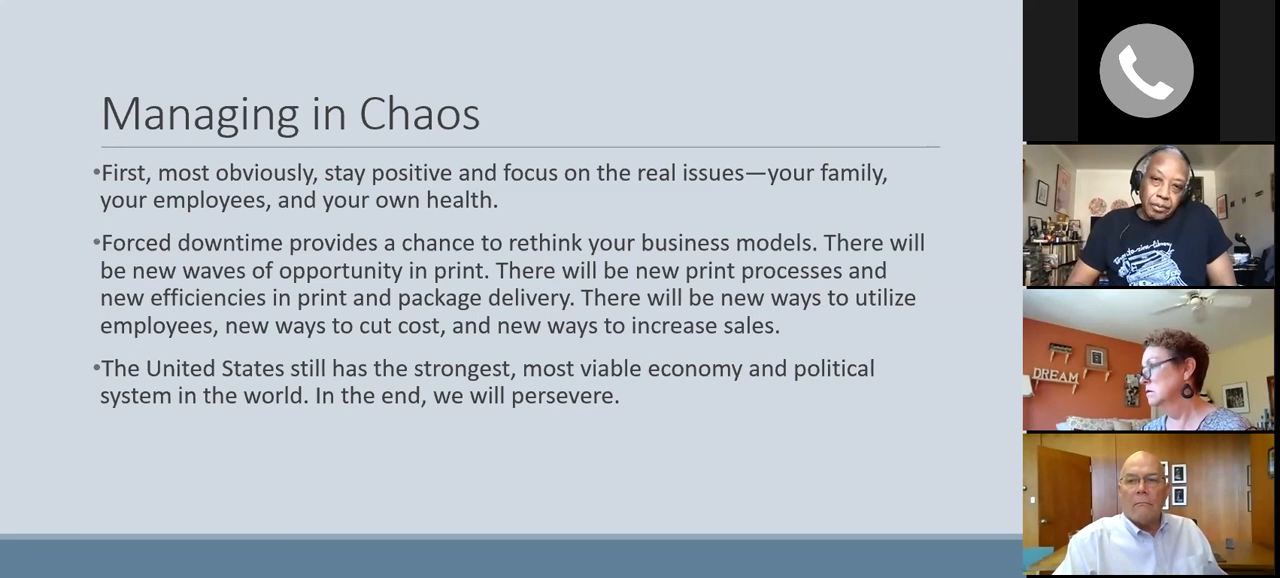 Managing in Chaos
•First, most obviously, stay positive and focus on the real issues—your family,
your employees, and your own health.
•Forced downtime provides a chance to rethink your business models. There will
be new waves of opportunity in print. There will be new print processes and
new efficiencies in print and package delivery. There will be new ways to utilize
employees, new ways to cut cost, and new ways to increase sales.
•The United States still has the strongest, most viable economy and political
system in the world. In the end, we will persevere.
DREAM